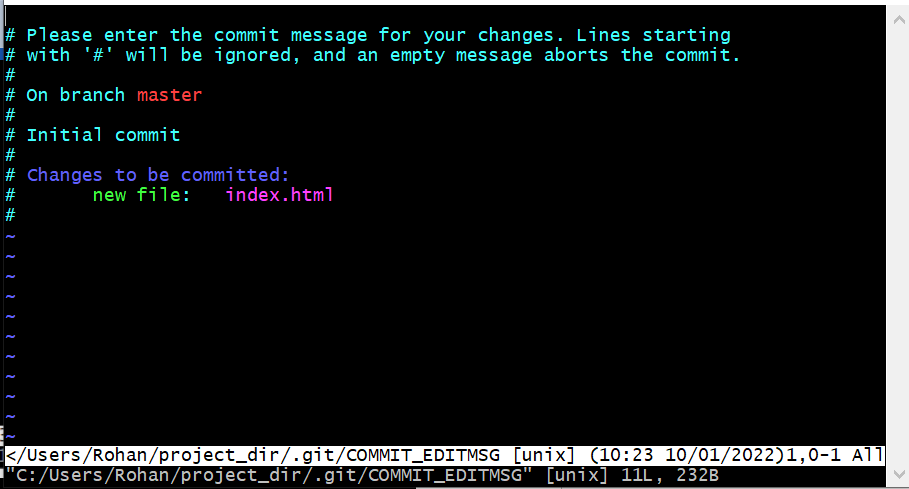 # Please enter the commit message for your changes. Lines starting
# with '#' will be ignored, and an empty message aborts the commit.
#
# On branch master
#
# Initial commit
#
# Changes to be committed:
#       new file:   index.html
#
~
~
~
~
~
~
~
~
~
~
~
</Users/Rohan/project_dir/.git/COMMIT_EDITMSG [unix] (10:23 10/01/2022)1,0-1 All
"C:/Users/Rohan/project_dir/.git/COMMIT_EDITMSG" [unix] 11L, 232B